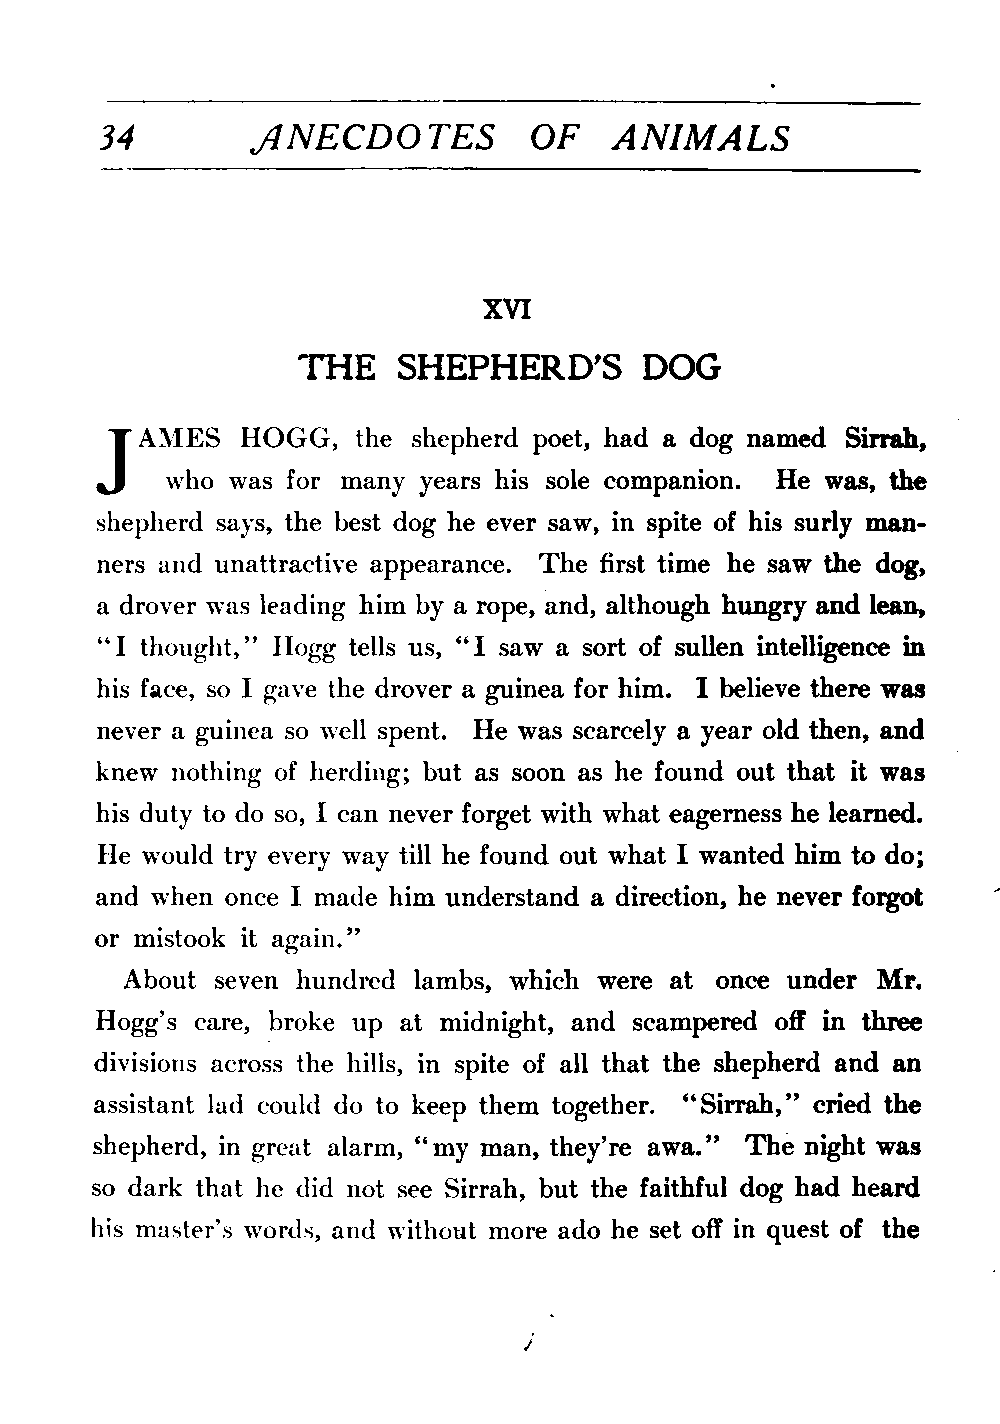 34 ANECDOTES OF ANIMALS
XVI
THE SHEPHERD'S DOG
JAMES HOGG, the shepherd poet, had a dog named Sirrah,
who was for many years his sole companion. He was, the
shepherd says, the best dog he ever saw, in spite of his surly man-
ners and unattractive appearance. The first time he saw the dog,
a drover was leading him by a rope, and, although hungry and lean,
“I thought,” Hogg tells us, “I saw a sort of sullen intelligence in
his face, so I gave the drover a guinea for him. I believe there was
never a guinea so well spent. He was scarcely a year old then, and
knew nothing of herding; but as soon as he found out that it was
his duty to do so, I can never forget with what eagerness he learned.
He would try every way till he found out what I wanted him to do;
and when once I made him understand a direction, he never forgot
or mistook it again.”
About seven hundred lambs, which were at once under Mr.
Hogg's care, broke up at midnight, and scampered off in three
divisions across the hills, in spite of all that the shepherd and an
assistant lad could do to keep them together. “Sirrah,” cried the
shepherd, in great alarm, “my man, they're awa.” The night was
so dark that he did not see Sirrah, but the faithful dog had heard
his master's words, and without more ado he set off in quest of the